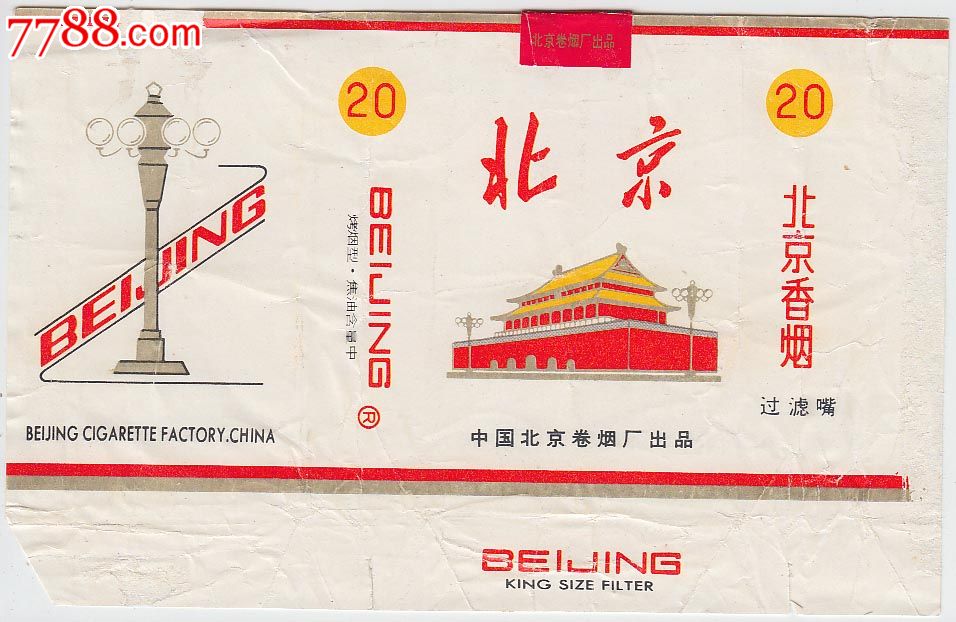 7788.com
北京卷烟厂出品
20
20
北京
BEIJING
BEIJING ®
烤烟型·焦油含量中
北京香烟
过滤嘴
BEIJING CIGARETTE FACTORY.CHINA
中国北京卷烟厂出品
BEIJING
KING SIZE FILTER